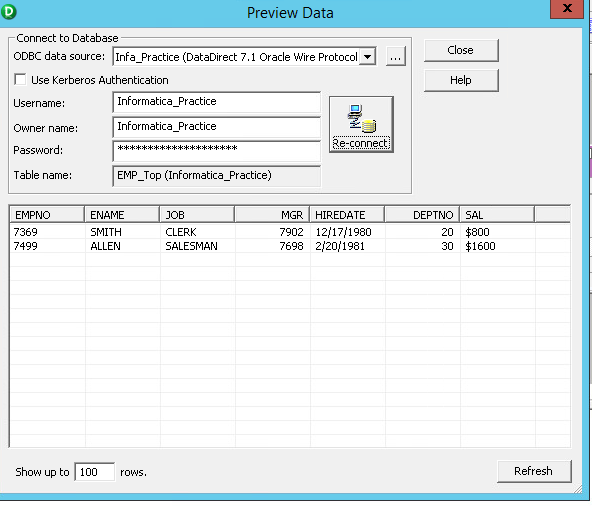 Preview Data
x
Connect to Database
ODBC data source: Infa_Practice (DataDirect 7.1 Oracle Wire Protocol ...
Close
Use Kerberos Authentication
Help
Username: Informatica_Practice
Owner name: Informatica_Practice
Re-connect
Password: ********************
Table name: EMP_Top (Informatica_Practice)
EMPNO ENAME JOB MGR HIREDATE DEPTNO SAL
7369 SMITH CLERK 7902 12/17/1980 20 $800
7499 ALLEN SALESMAN 7698 2/20/1981 30 $1600
Show up to 100 rows.
Refresh